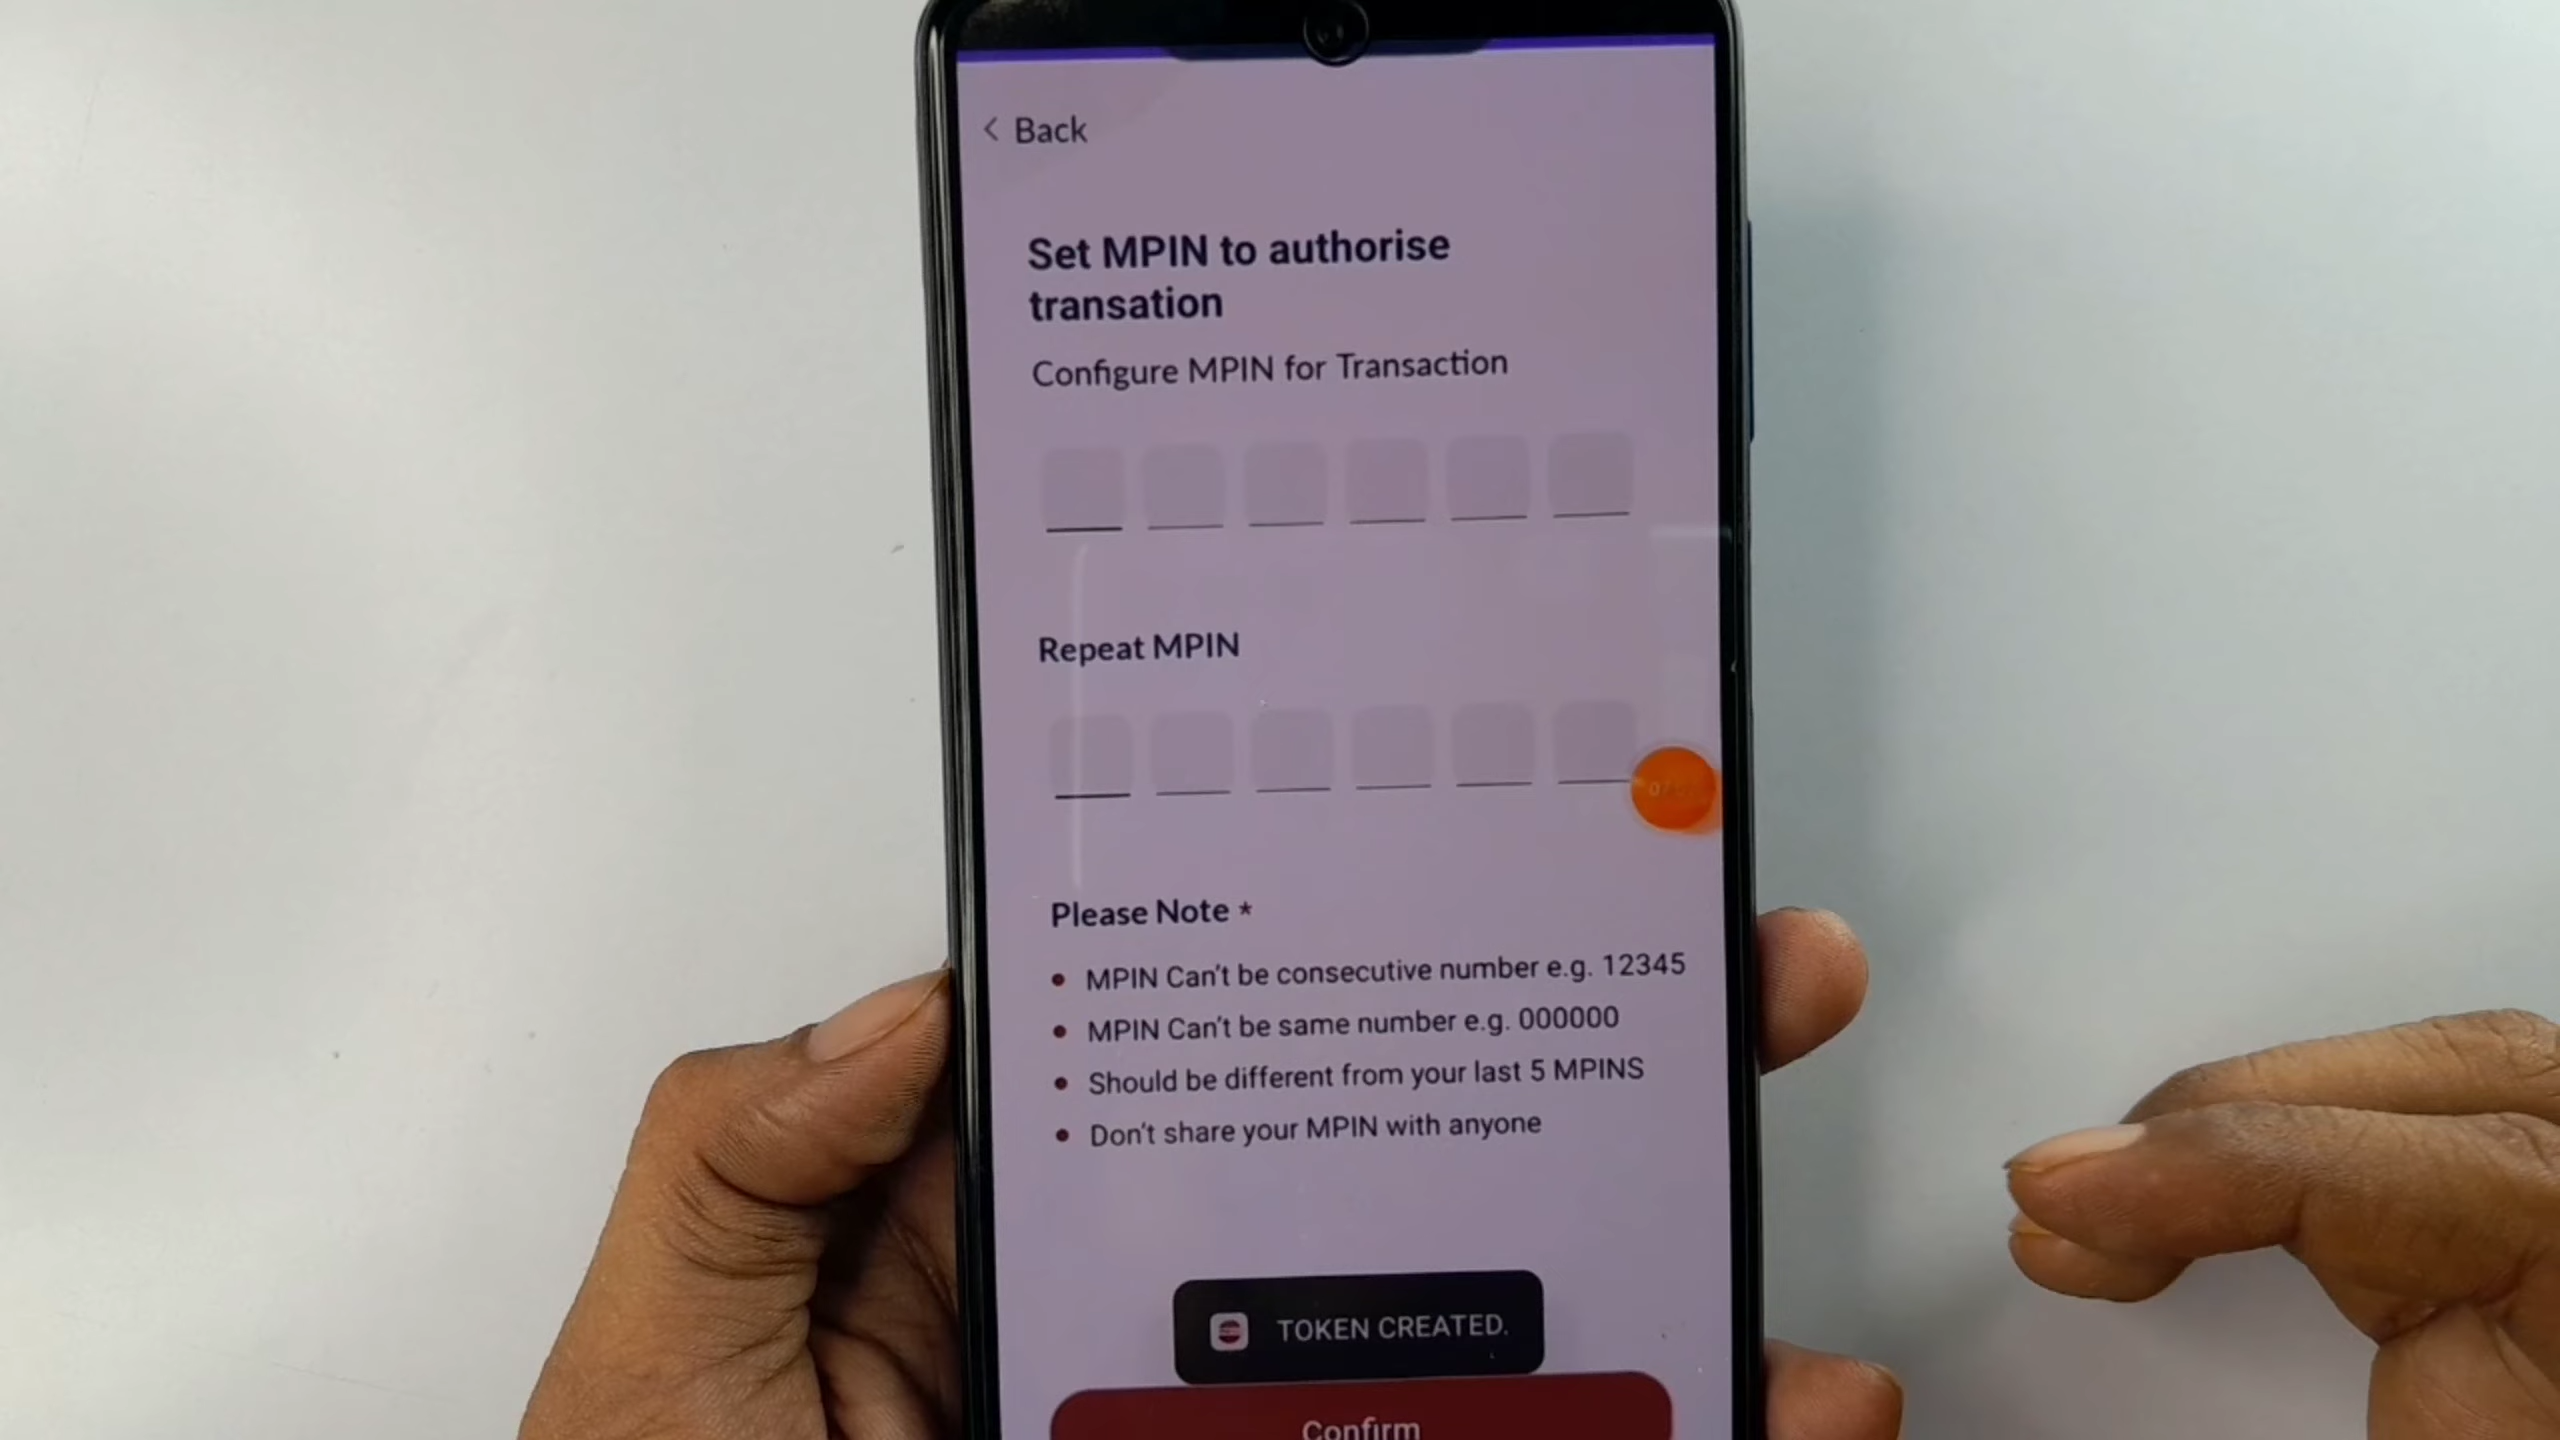 < Back
Set MPIN to authorise
transation
Configure MPIN for Transaction
Repeat MPIN
Please Note *
• MPIN Can't be consecutive number e.g. 12345
• MPIN Can't be same number e.g. 000000
• Should be different from your last 5 MPINS
• Don't share your MPIN with anyone
TOKEN CREATED.
Confirm